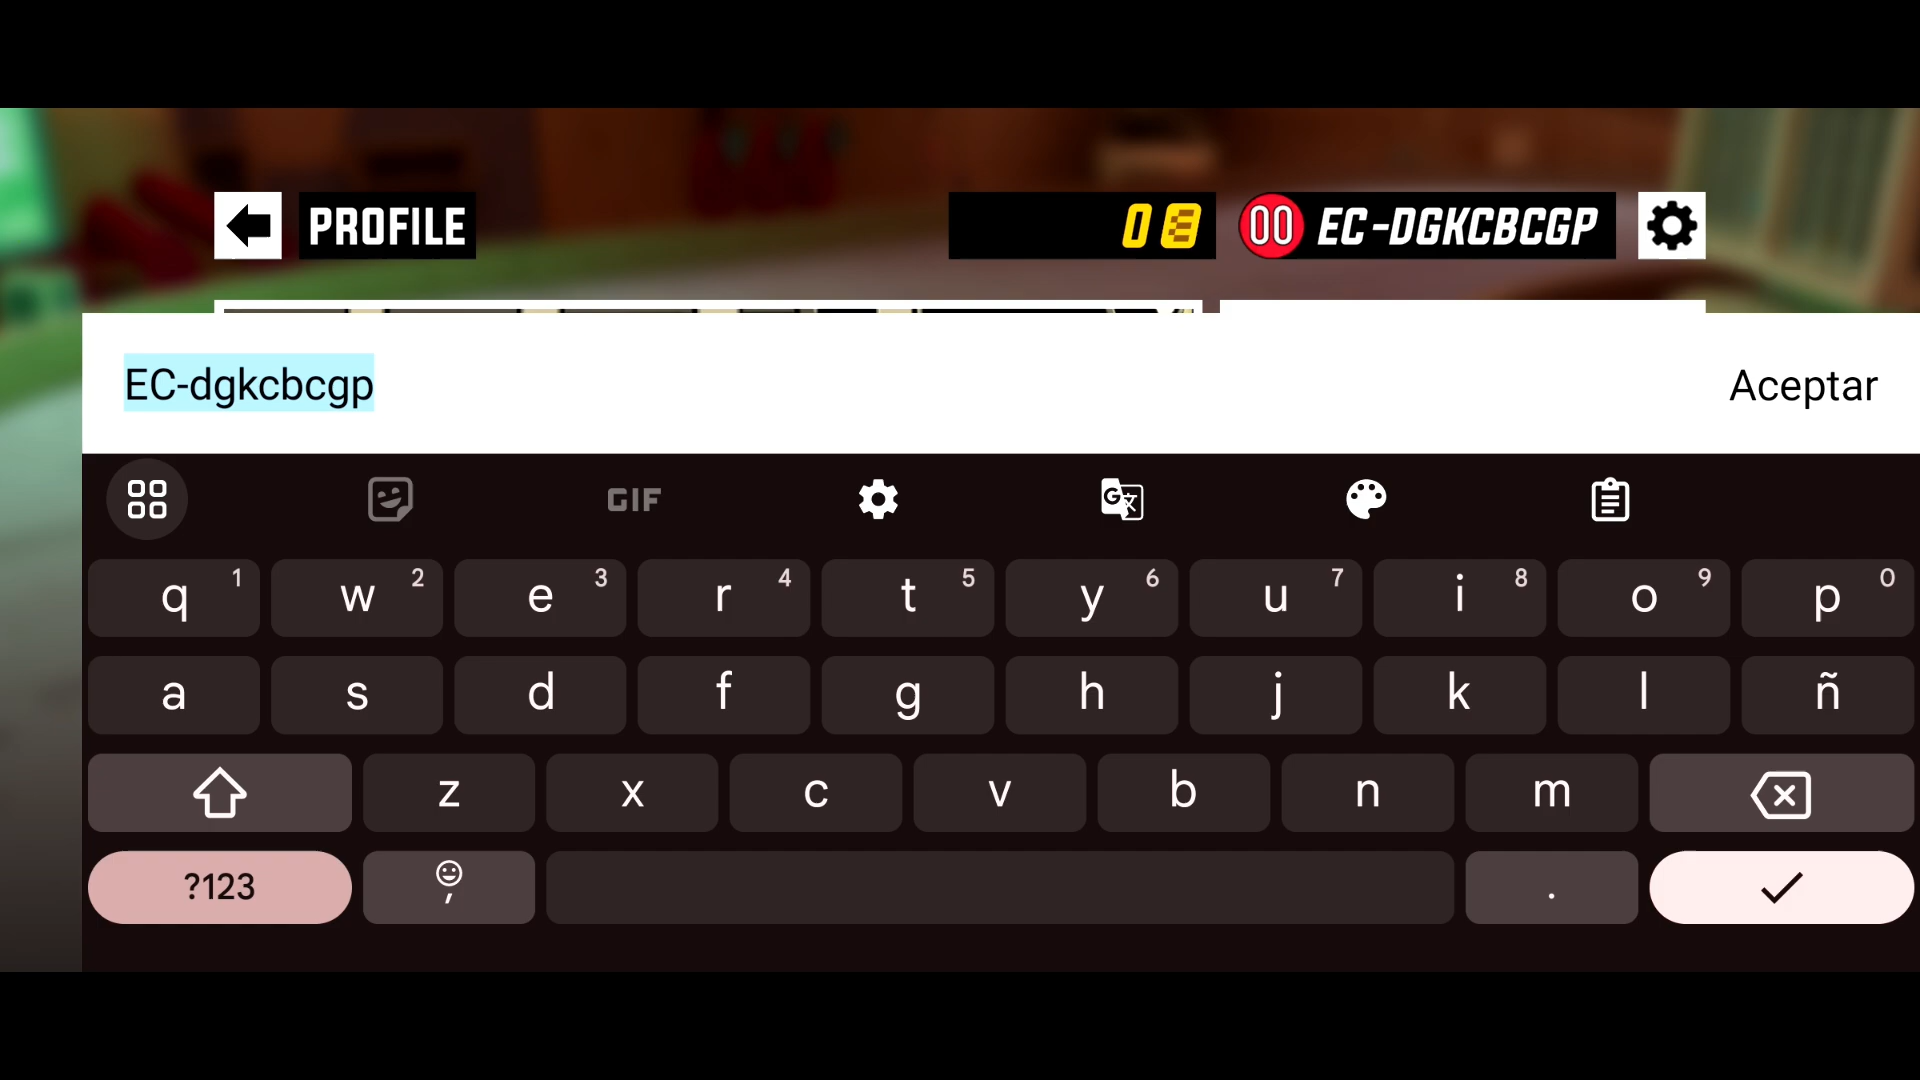 PROFILE
0
00 EC-DGKCBCGP
EC-dgkcbcgp
Aceptar
GIF
G
q 1 w 2 e 3 r 4 t 5 y 6 u 7 i 8 o 9 p 0
a s d f g h j k l ñ
z x c v b n m
?123 , .